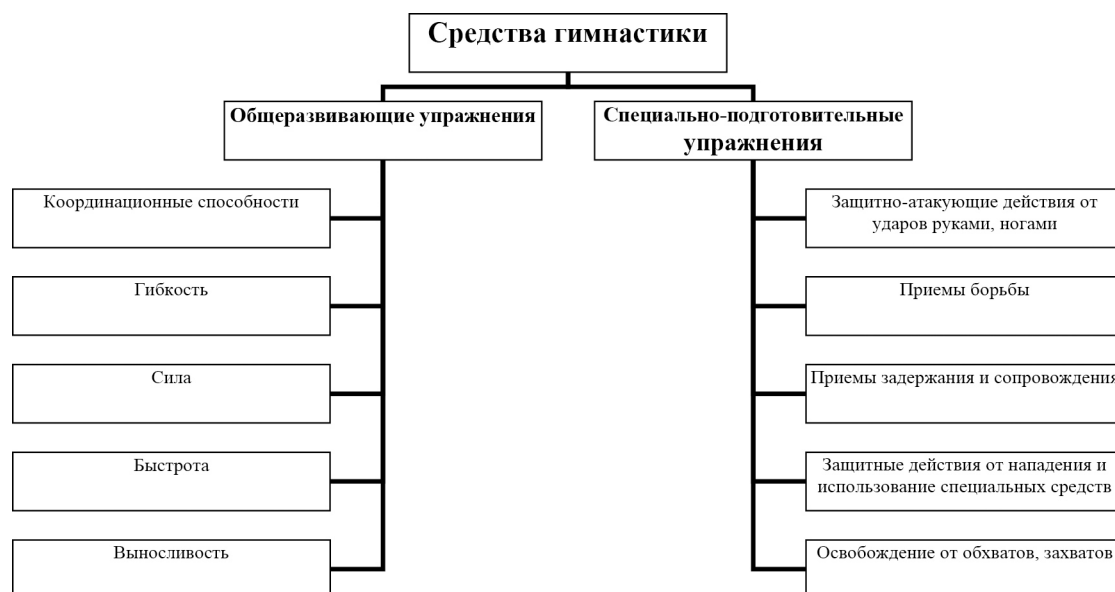 Средства гимнастики
Общеразвивающие упражнения
Специально-подготовительные
упражнения
Координационные способности
Гибкость
Сила
Быстрота
Выносливость
Защитно-атакующие действия от
ударов руками, ногами
Приемы борьбы
Приемы задержания и сопровождения
Защитные действия от нападения и
использование специальных средств
Освобождение от обхватов, захватов